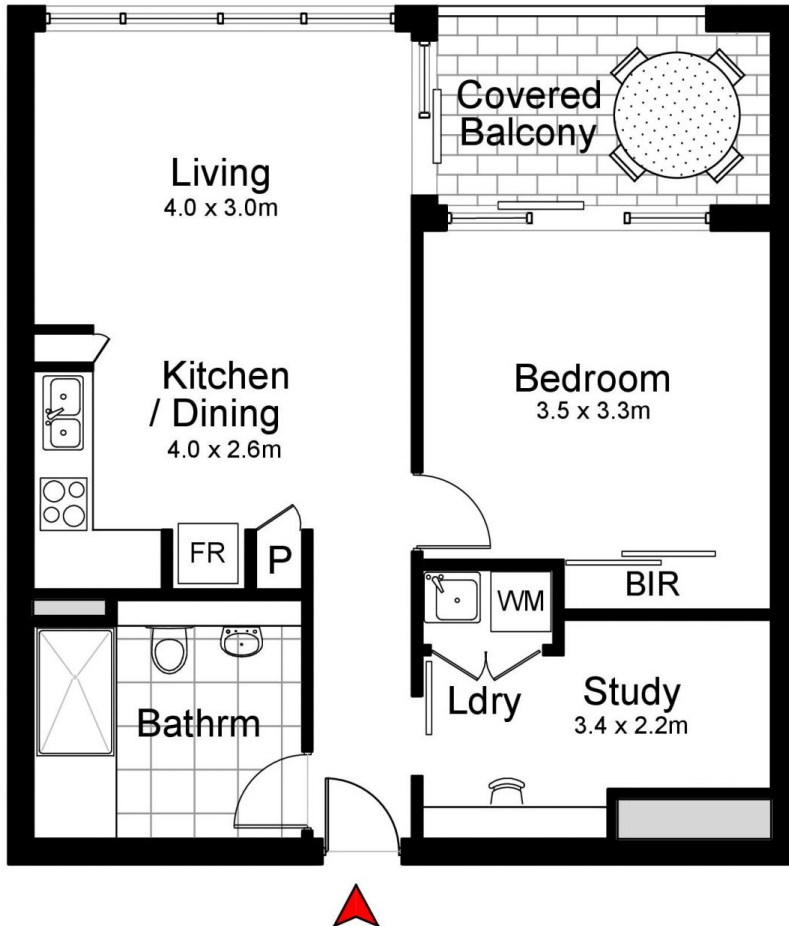 Covered
Balcony
Living
4.0 x 3.0m
Kitchen
/ Dining
4.0 x 2.6m
Bedroom
3.5 x 3.3m
FR
P
BIR
WM
Ldry
Study
3.4 x 2.2m
Bathrm